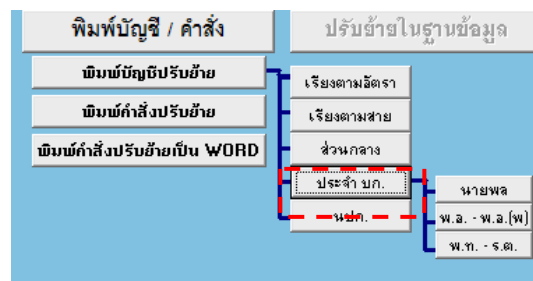 พิมพ์บัญชี / คำสั่ง
ปรับย้ายในฐานข้อมูล
พิมพ์บัญชีปรับย้าย
เรียงตามอัตรา
พิมพ์คำสั่งปรับย้าย
เรียงตามสาย
พิมพ์คำสั่งปรับย้ายเป็น WORD
ส่วนกลาง
ประจำ บก.
นายพล
นปก.
พ.อ. - พ.อ.(พ)
พ.ท. - ร.ต.